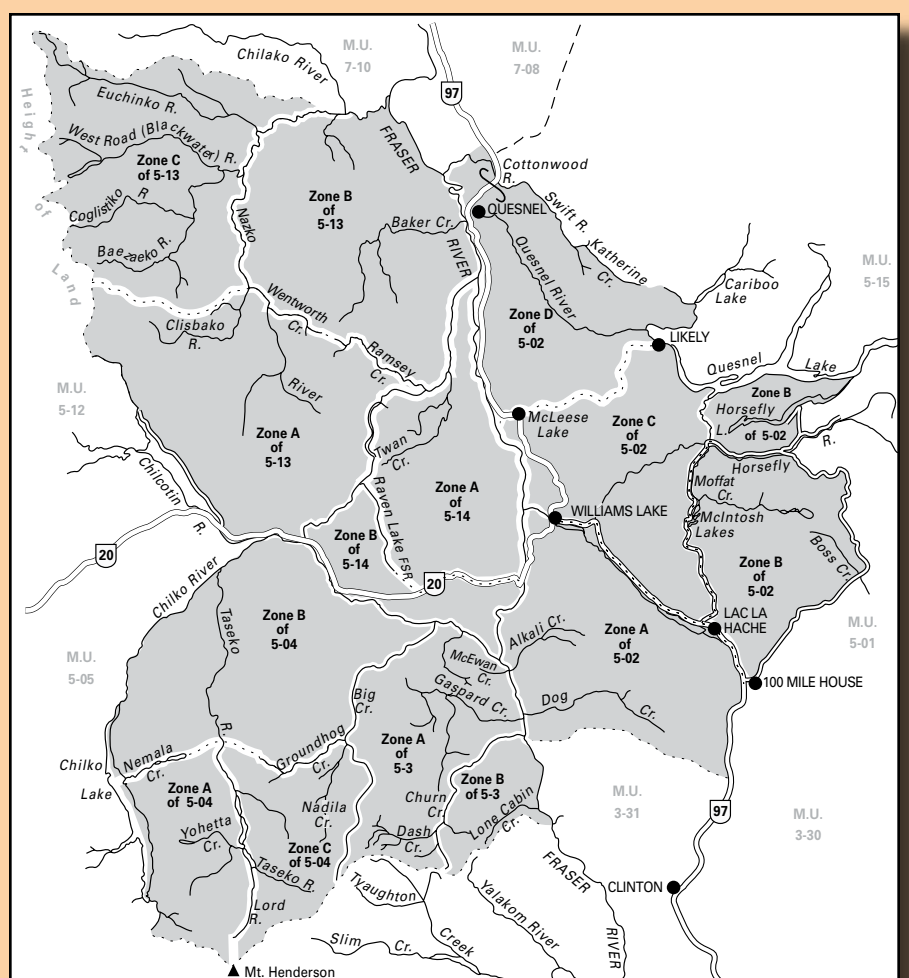 M.U.
7-10
M.U.
7-08
Chilako River
97
Height
of
Land
Euchinko R.
West Road (Blackwater) R.
Zone C
of 5-13
Coglistiko R
Baezaeko R.
Nazko
Zone B
of
5-13
FRASER
RIVER
Baker Cr.
Cottonwood
R.
QUESNEL
Swift R.
Katherine
Cr.
Quesnel River
Cariboo
Lake
M.U.
5-15
Wentworth
Cr.
Clisbako
R.
Ramsey
Cr.
River
Zone D
of
5-02
LIKELY
Quesnel
Lake
M.U.
5-12
Zone A
of
5-13
Twan
Cr.
McLeese
Lake
Zone C
of
5-02
Zone B
of 5-02
Horsefly
L.
R.
Horsefly
Moffat
Cr.
McIntosh
Lakes
Boss Cr.
Chilcotin
R.
Raven Lake FSR
Zone A
of
5-14
Zone B
of
5-14
WILLIAMS LAKE
20
20
Zone B
of
5-02
LAC LA
HACHE
M.U.
5-01
Chilko River
Taseko
R.
Zone B
of
5-04
M.U.
5-05
McEwan
Cr.
Alkali Cr.
Zone A
of
5-02
100 MILE HOUSE
Gaspard Cr.
Dog
Cr.
Big
Cr.
Zone A
of
5-3
Groundhog
Cr.
Nemala
Cr.
Chilko
Lake
Zone A
of 5-04
Yohetta
Cr.
Nadila
Cr.
Zone C
of 5-04
Churn
Cr.
Zone B
of 5-3
Dash
Cr.
Lone Cabin
Cr.
M.U.
3-31
97
M.U.
3-30
Taseko R.
Lord
R.
Tyaughton
Creek
Yalakom River
FRASER
RIVER
CLINTON
Slim Cr.
Mt. Henderson